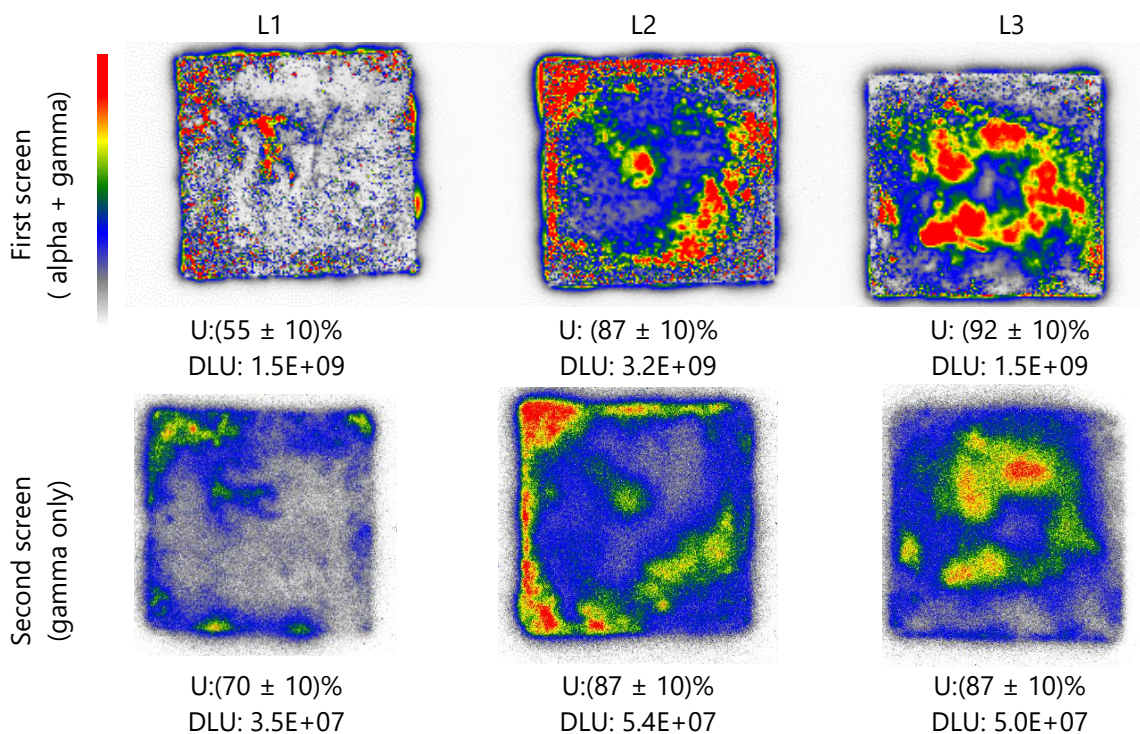 L1
L2
L3
First screen
( alpha + gamma)
U:(55 ± 10)%
DLU: 1.5E+09
U: (87 ± 10)%
DLU: 3.2E+09
U: (92 ± 10)%
DLU: 1.5E+09
Second screen
(gamma only)
U:(70 ± 10)%
DLU: 3.5E+07
U:(87 ± 10)%
DLU: 5.4E+07
U:(87 ± 10)%
DLU: 5.0E+07